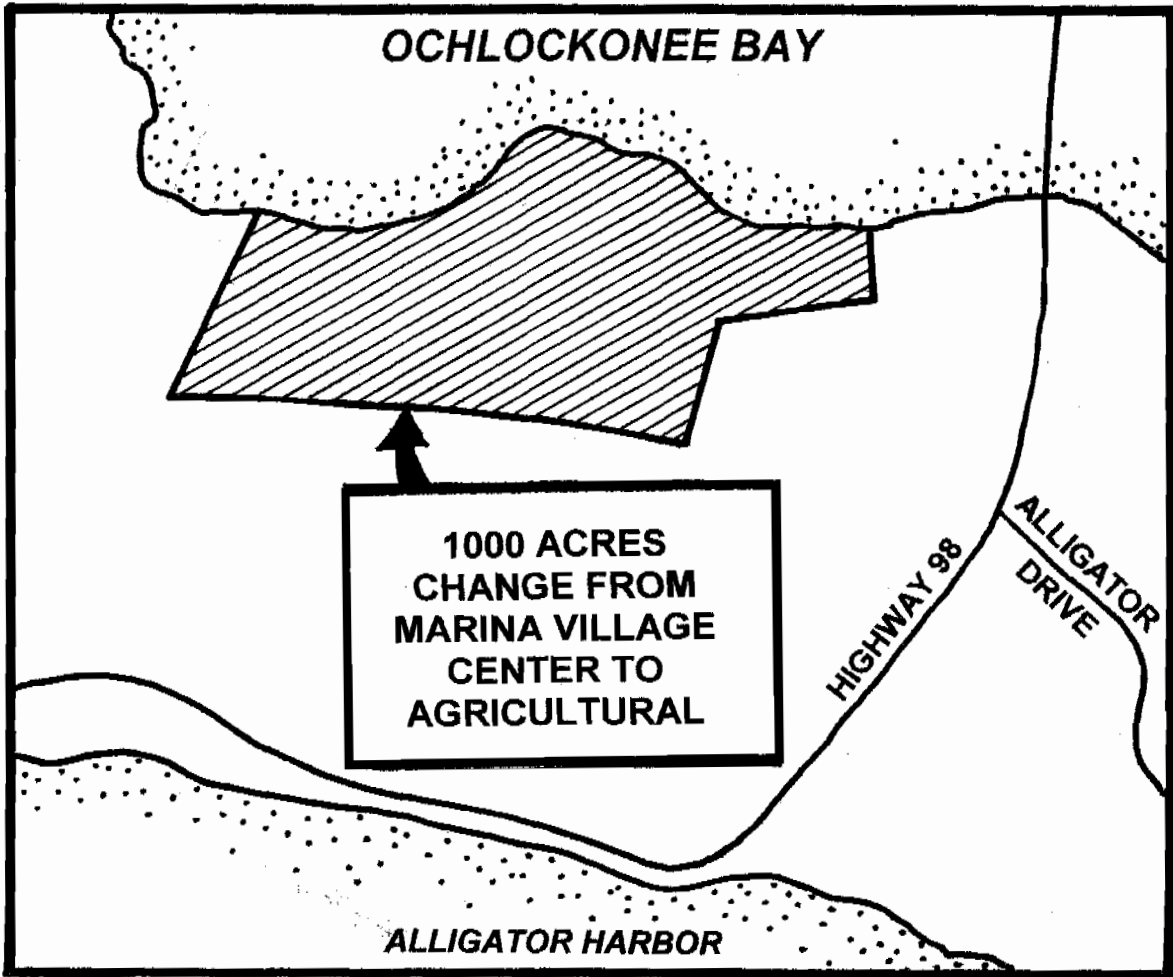 OCHLOCKONEE BAY
1000 ACRES
CHANGE FROM
MARINA VILLAGE
CENTER TO
AGRICULTURAL
HIGHWAY 98
ALLIGATOR
DRIVE
ALLIGATOR HARBOR